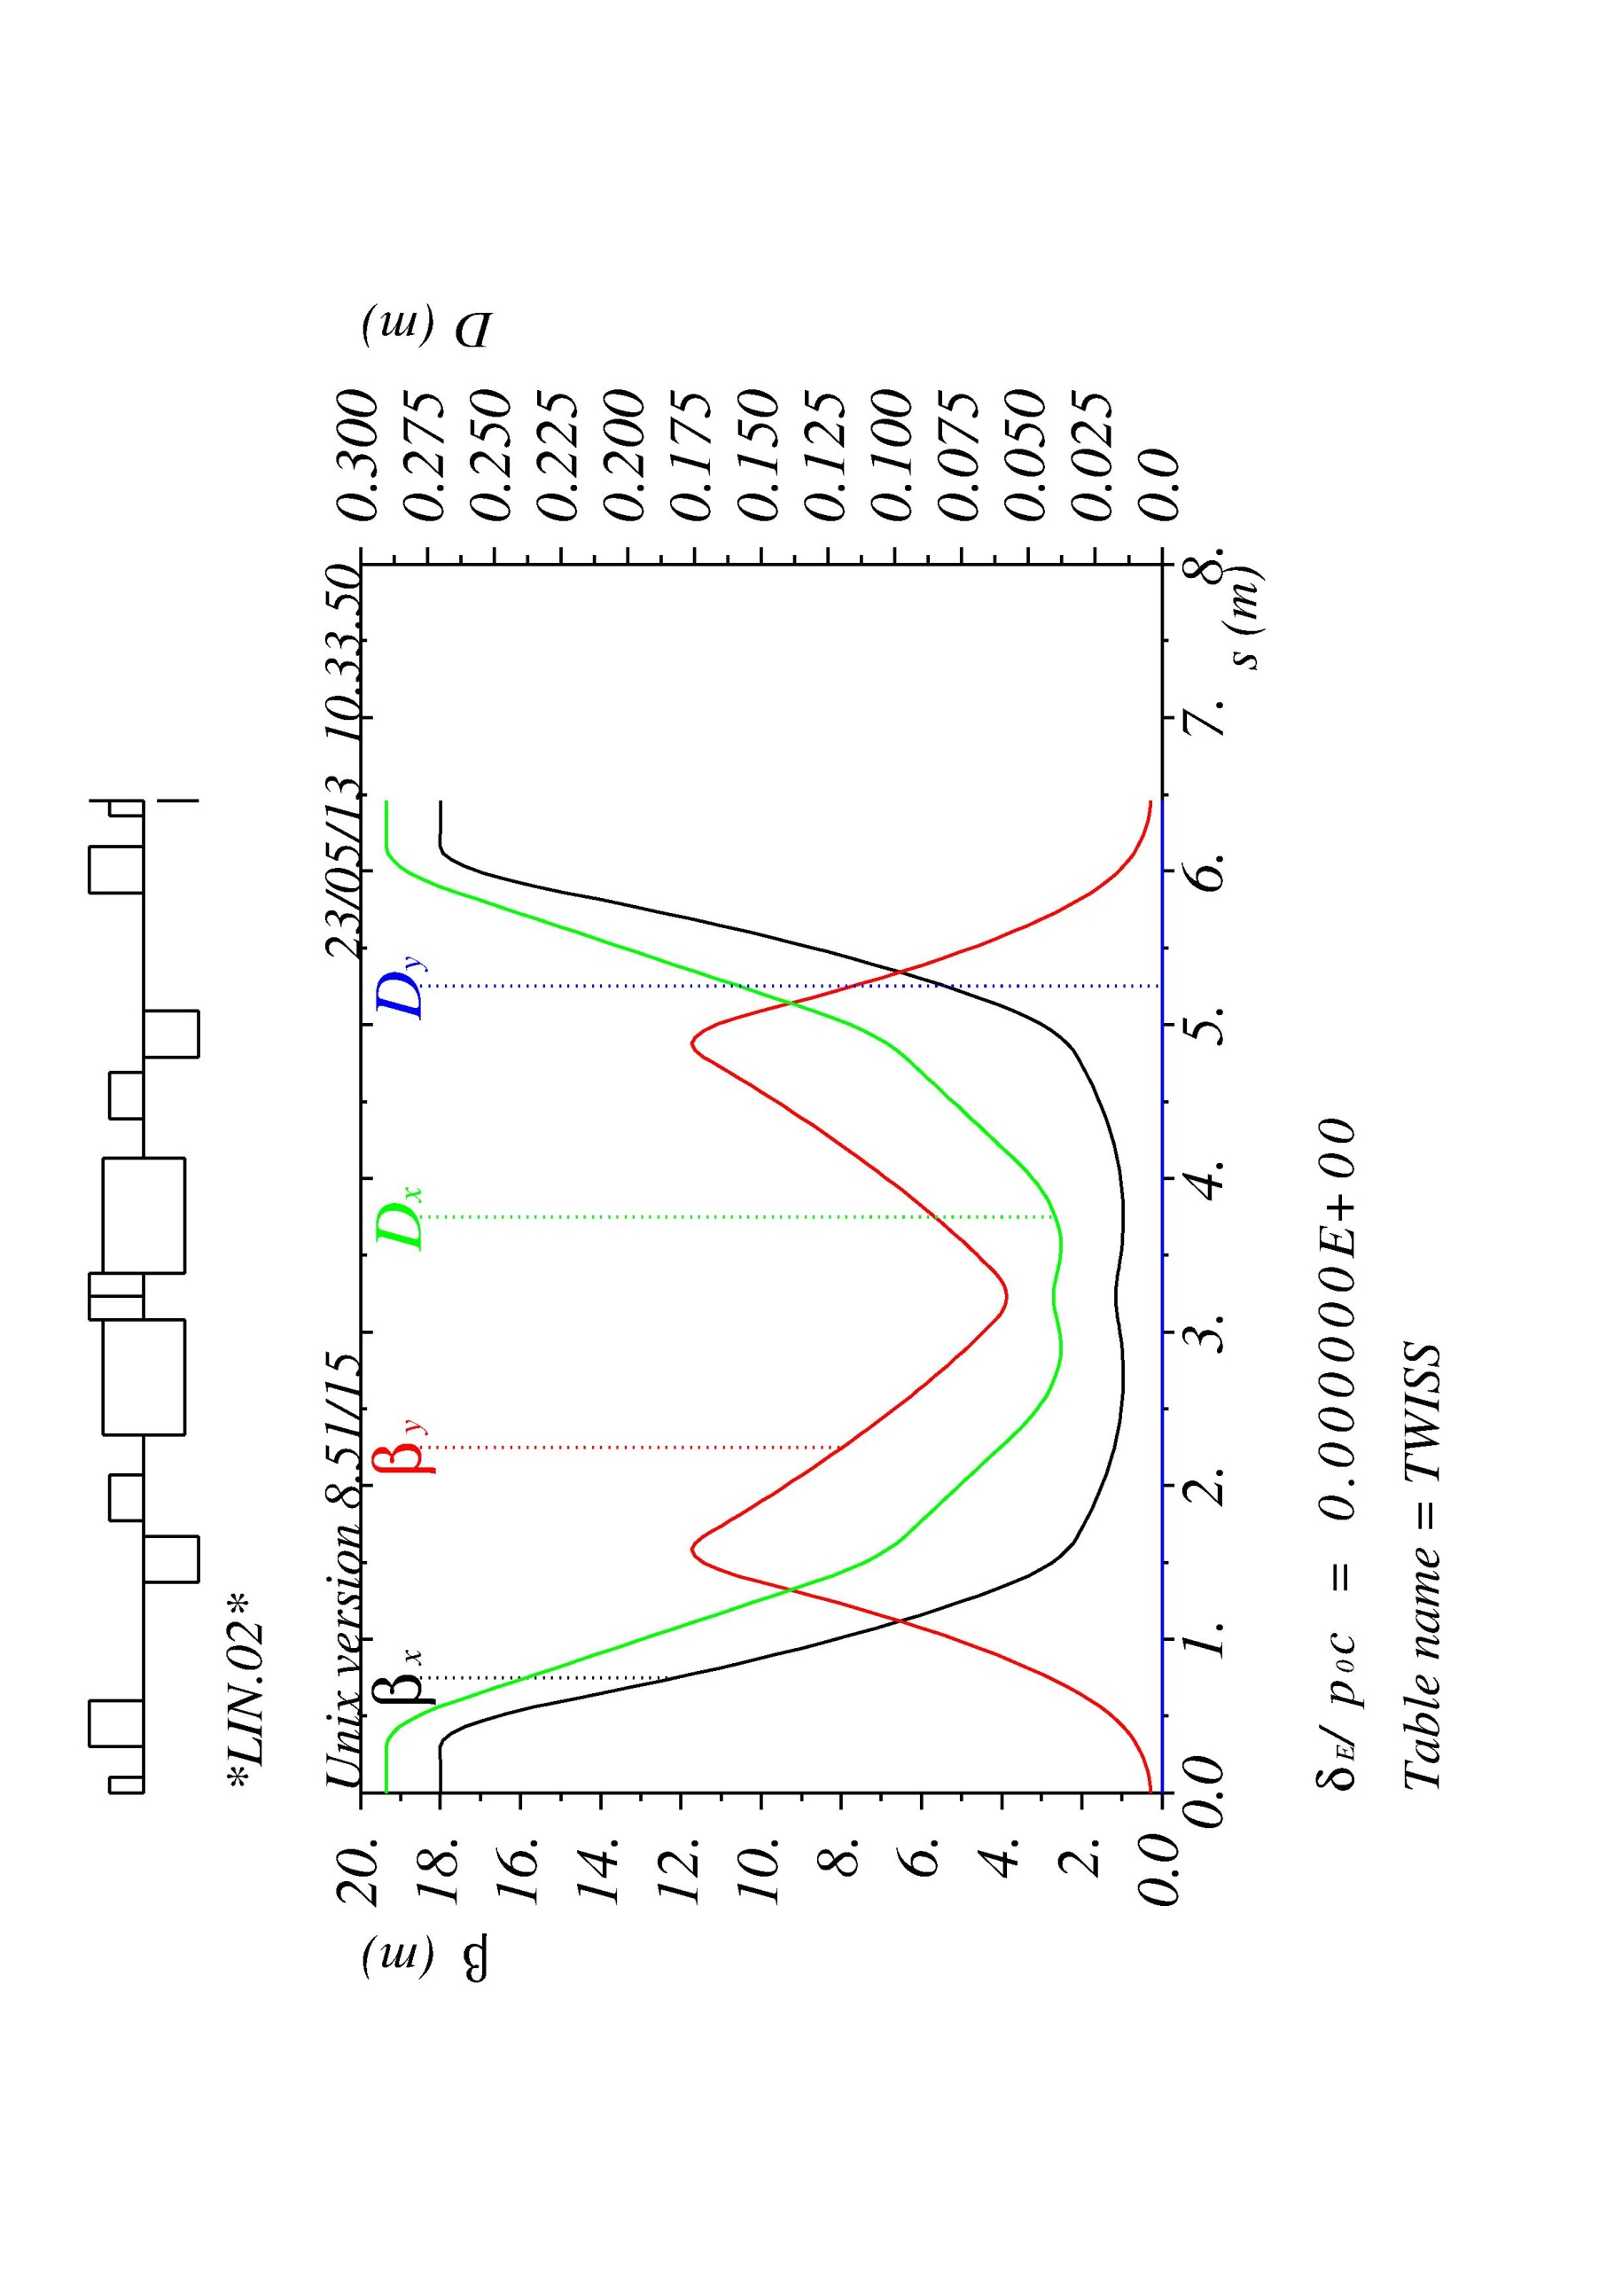 *LIN.02*
Unix version 8.51/15 23/05/13 10.33.50
β (m)
D (m)
βx
βy
Dx
Dy
20.
18.
16.
14.
12.
10.
8.
6.
4.
2.
0.0
0.300
0.275
0.250
0.225
0.200
0.175
0.150
0.125
0.100
0.075
0.050
0.025
0.0
0.0 1. 2. 3. 4. 5. 6. 7. 8.
s (m)
δE/ p0c = 0.000000E+00
Table name = TWISS